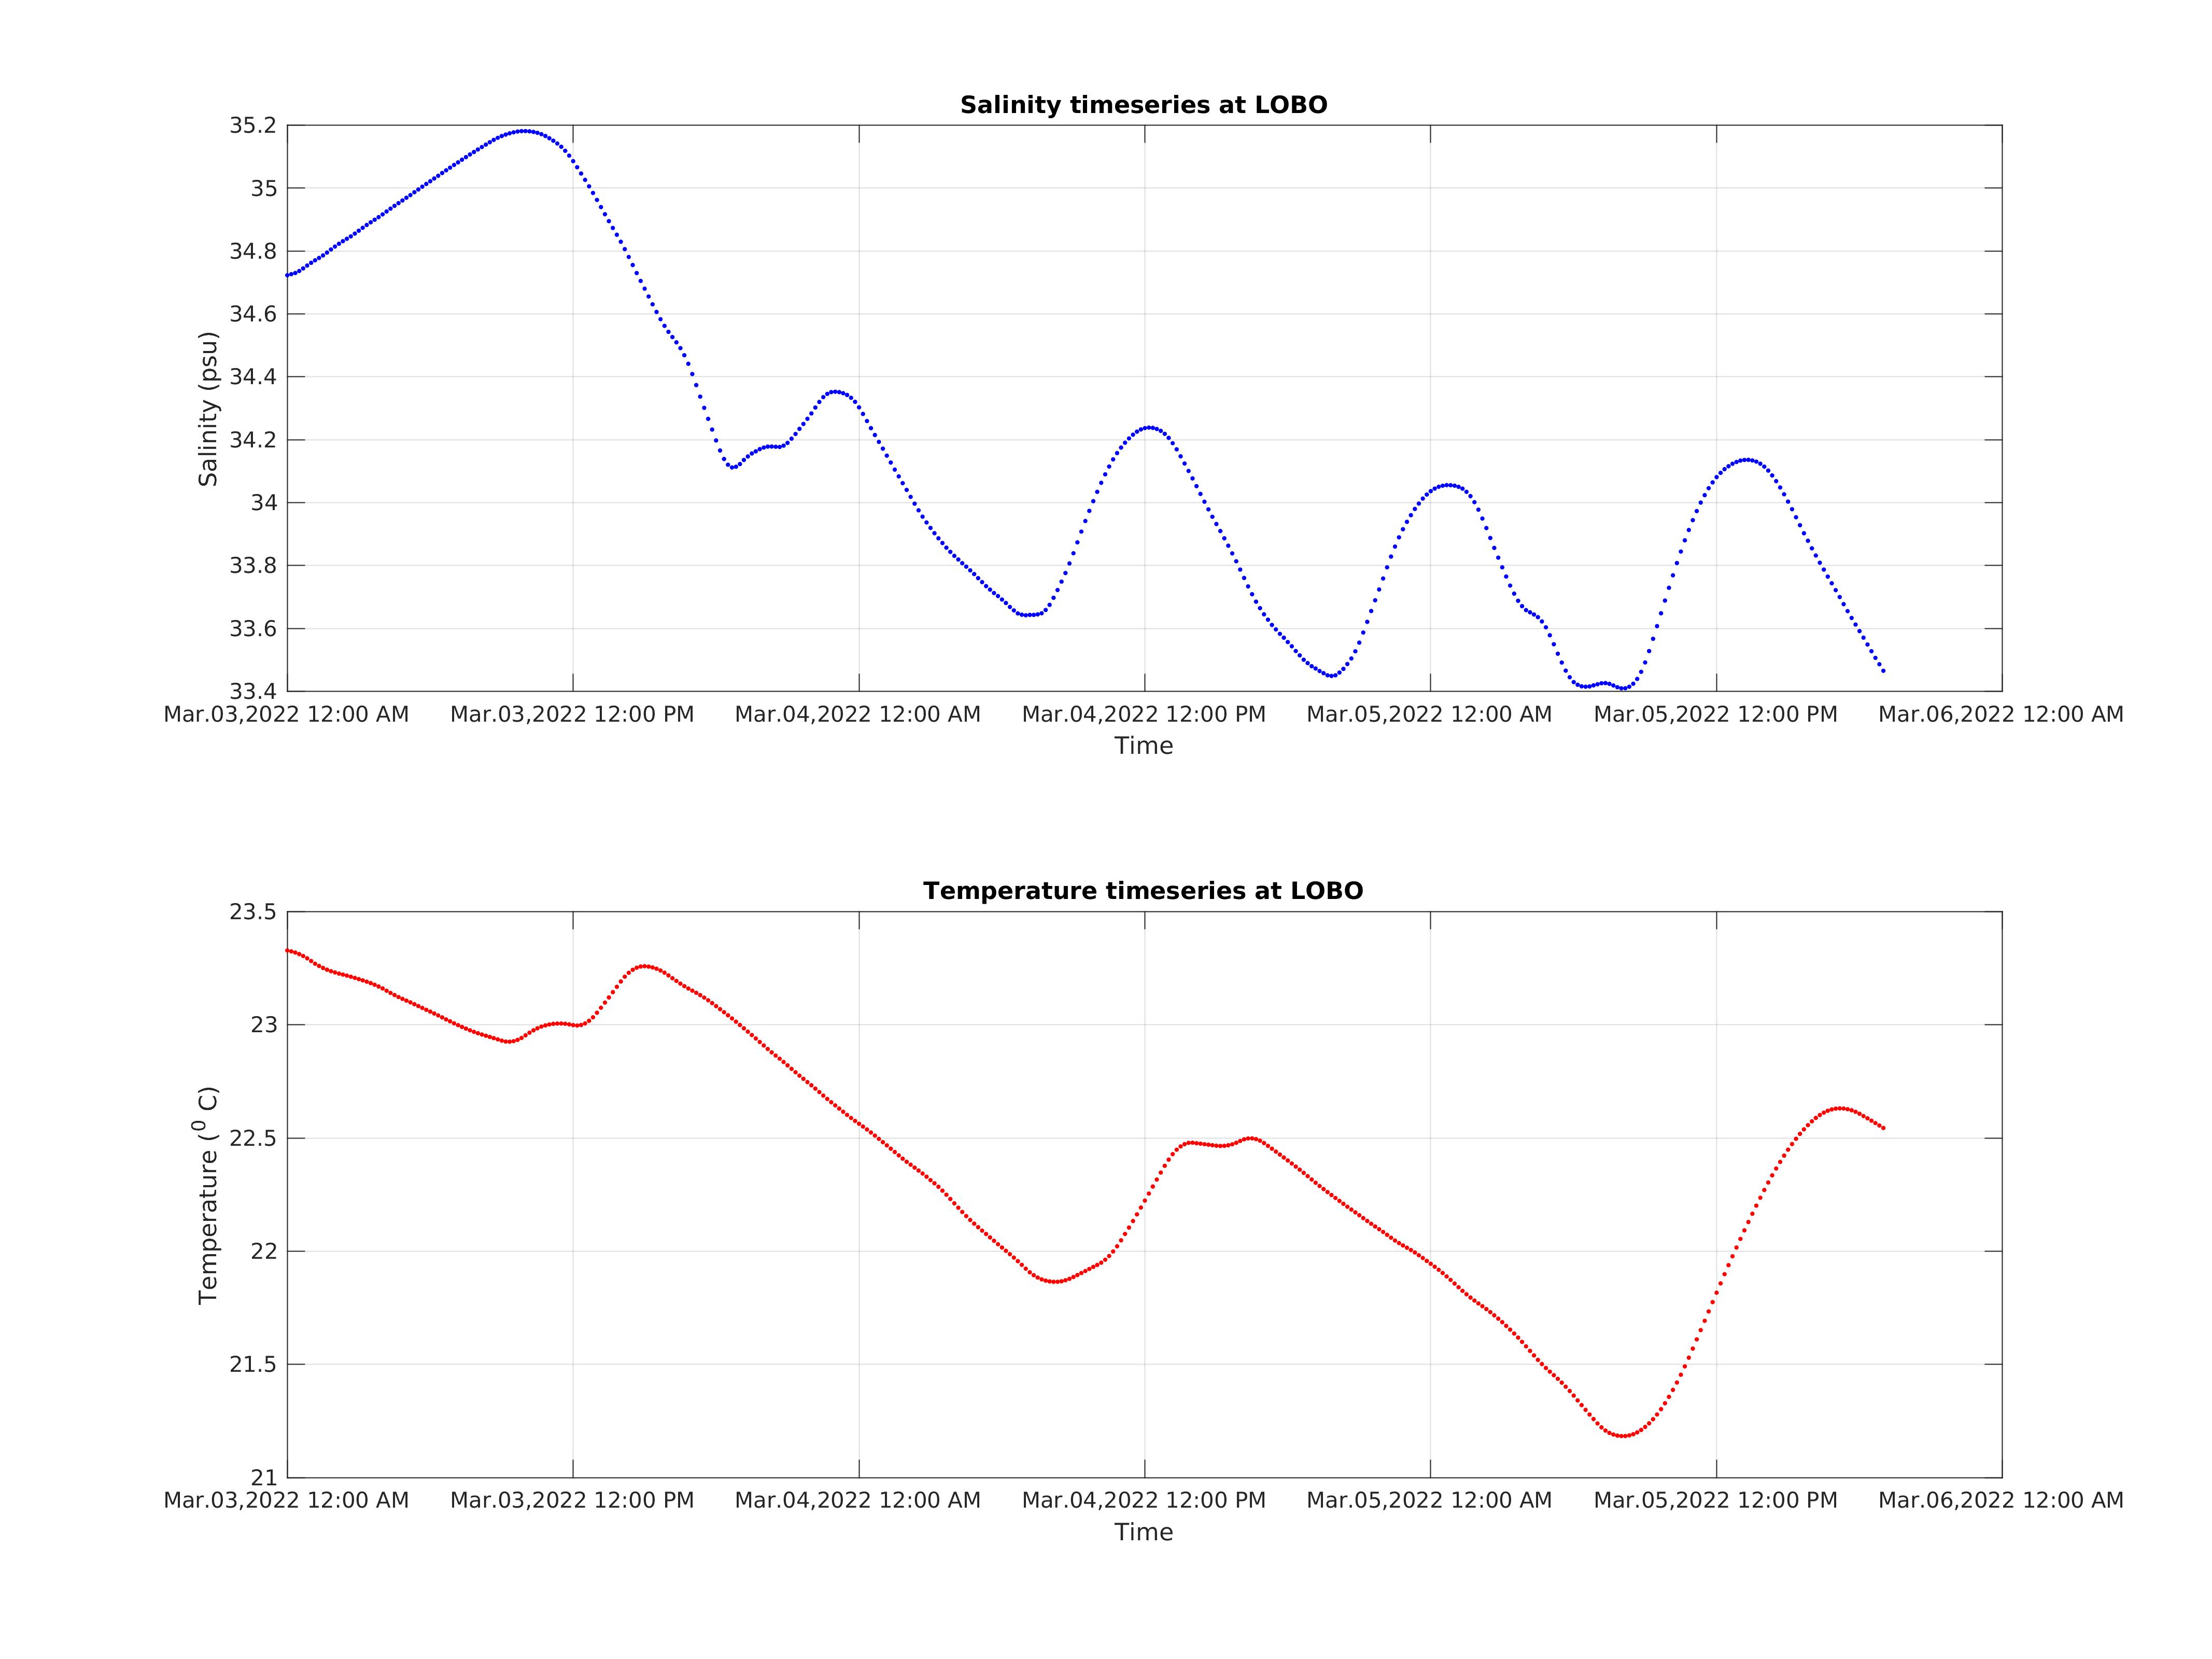 Salinity timeseries at LOBO
35.2
35
34.8
34.6
34.4
34.2
34
33.8
33.6
33.4
Salinity (psu)
Mar.03,2022 12:00 AM Mar.03,2022 12:00 PM Mar.04,2022 12:00 AM Mar.04,2022 12:00 PM Mar.05,2022 12:00 AM Mar.05,2022 12:00 PM Mar.06,2022 12:00 AM
Time
Temperature timeseries at LOBO
23.5
23
22.5
22
21.5
21
Temperature (⁰ C)
Mar.03,2022 12:00 AM Mar.03,2022 12:00 PM Mar.04,2022 12:00 AM Mar.04,2022 12:00 PM Mar.05,2022 12:00 AM Mar.05,2022 12:00 PM Mar.06,2022 12:00 AM
Time